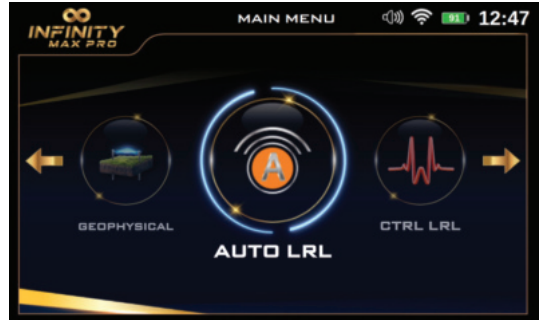 INFINITY
MAX PRO
MAIN MENU
91
12:47
GEOPHYSICAL
A
AUTO LRL
CTRL LRL